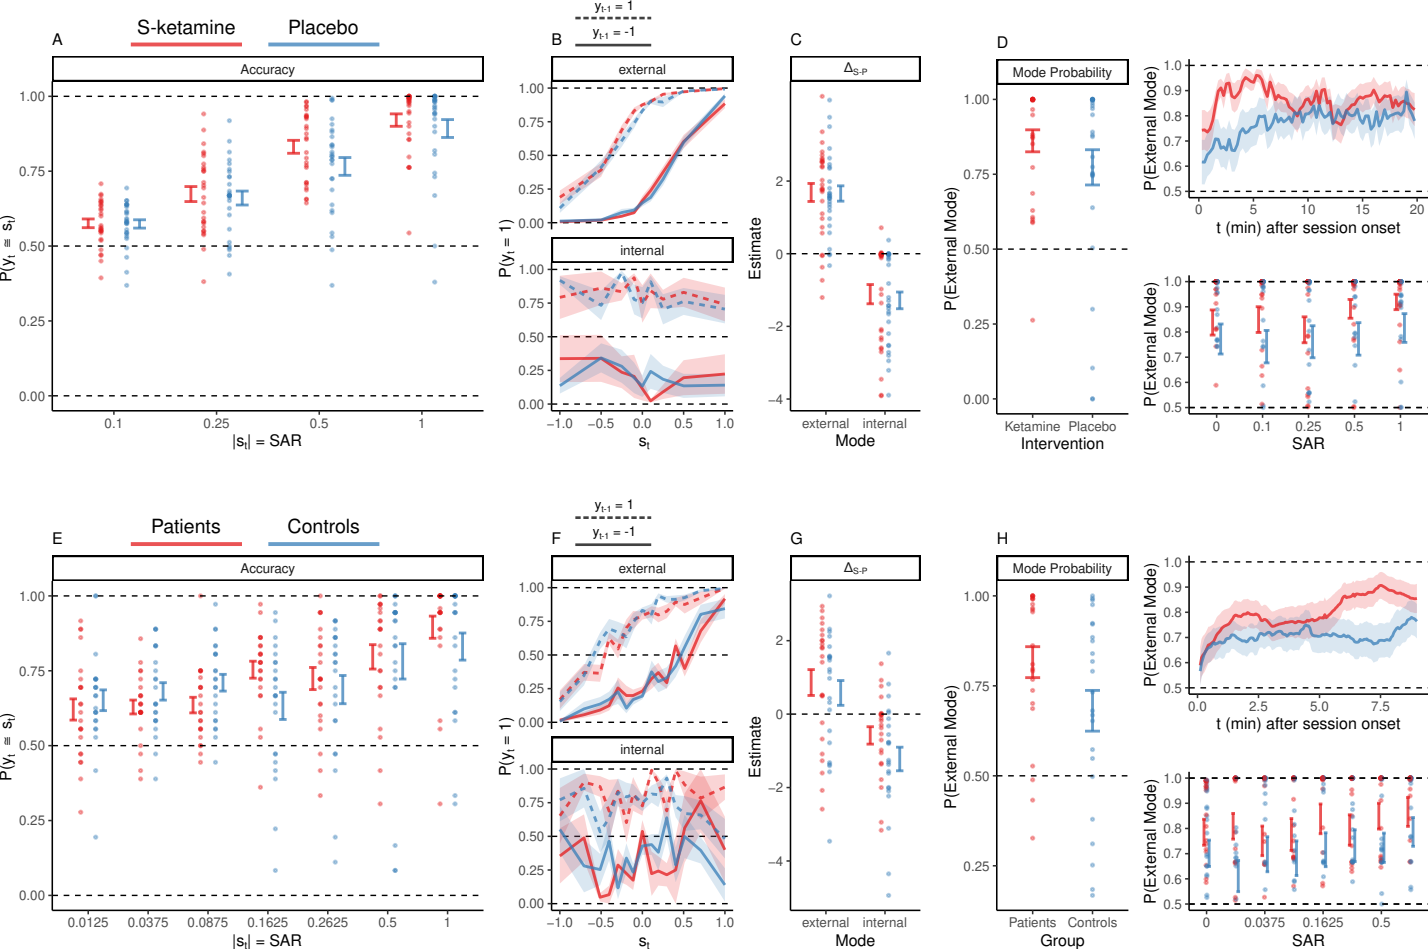 A
S-ketamine
Placebo
Accuracy
P(yt ≅ st)
1.00
0.75
0.50
0.25
0.00
0.1
0.25
0.5
1
|st| = SAR
yt-1 = 1
yt-1 = -1
B
external
P(yt = 1)
1.00
0.75
0.50
0.25
0.00
internal
1.00
0.75
0.50
0.25
0.00
−1.0
−0.5
0.0
0.5
1.0
st
C
ΔS-P
Estimate
2
0
−2
−4
external
internal
Mode
D
Mode Probability
P(External Mode)
1.00
0.75
0.50
0.25
0.00
Ketamine
Placebo
Intervention
P(External Mode)
1.0
0.9
0.8
0.7
0.6
0.5
0
5
10
15
20
t (min) after session onset
P(External Mode)
1.0
0.9
0.8
0.7
0.6
0.5
0
0.1
0.25
0.5
1
SAR
E
Patients
Controls
Accuracy
P(yt ≅ st)
1.00
0.75
0.50
0.25
0.00
0.0125
0.0375
0.0875
0.1625
0.2625
0.5
1
|st| = SAR
yt-1 = 1
yt-1 = -1
F
external
P(yt = 1)
1.00
0.75
0.50
0.25
0.00
internal
1.00
0.75
0.50
0.25
0.00
−1.0
−0.5
0.0
0.5
1.0
st
G
ΔS-P
Estimate
2
0
−2
−4
external
internal
Mode
H
Mode Probability
P(External Mode)
1.00
0.75
0.50
0.25
Patients
Controls
Group
P(External Mode)
1.0
0.9
0.8
0.7
0.6
0.5
0.0
2.5
5.0
7.5
t (min) after session onset
P(External Mode)
1.0
0.9
0.8
0.7
0.6
0.5
0
0.0375
0.1625
0.5
SAR